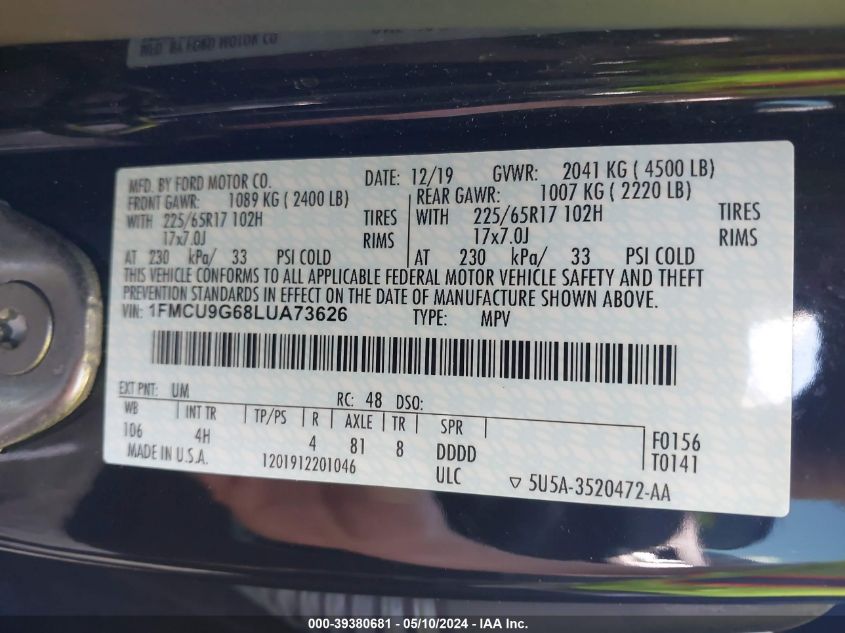 MFD. BY FORD MOTOR CO
MFD. BY FORD MOTOR CO. DATE: 12/19 GVWR: 2041 KG ( 4500 LB)
FRONT GAWR: 1089 KG ( 2400 LB) REAR GAWR: 1007 KG ( 2220 LB)
WITH 225/65R17 102H TIRES WITH 225/65R17 102H TIRES
17x7.0J RIMS 17x7.0J RIMS
AT 230 kPa/ 33 PSI COLD AT 230 kPa/ 33 PSI COLD
THIS VEHICLE CONFORMS TO ALL APPLICABLE FEDERAL MOTOR VEHICLE SAFETY AND THEFT
PREVENTION STANDARDS IN EFFECT ON THE DATE OF MANUFACTURE SHOWN ABOVE.
VIN: 1FMCU9G68LUA73626 TYPE: MPV
EXT PNT: UM RC: 48 DSO:
WB INT TR TP/PS R AXLE TR SPR
106 4H 4 81 8 DDDD F0156
MADE IN U.S.A. 1201912201046 ULC T0141
▽ 5U5A-3520472-AA
000-39380681 - 05/10/2024 - IAA Inc.